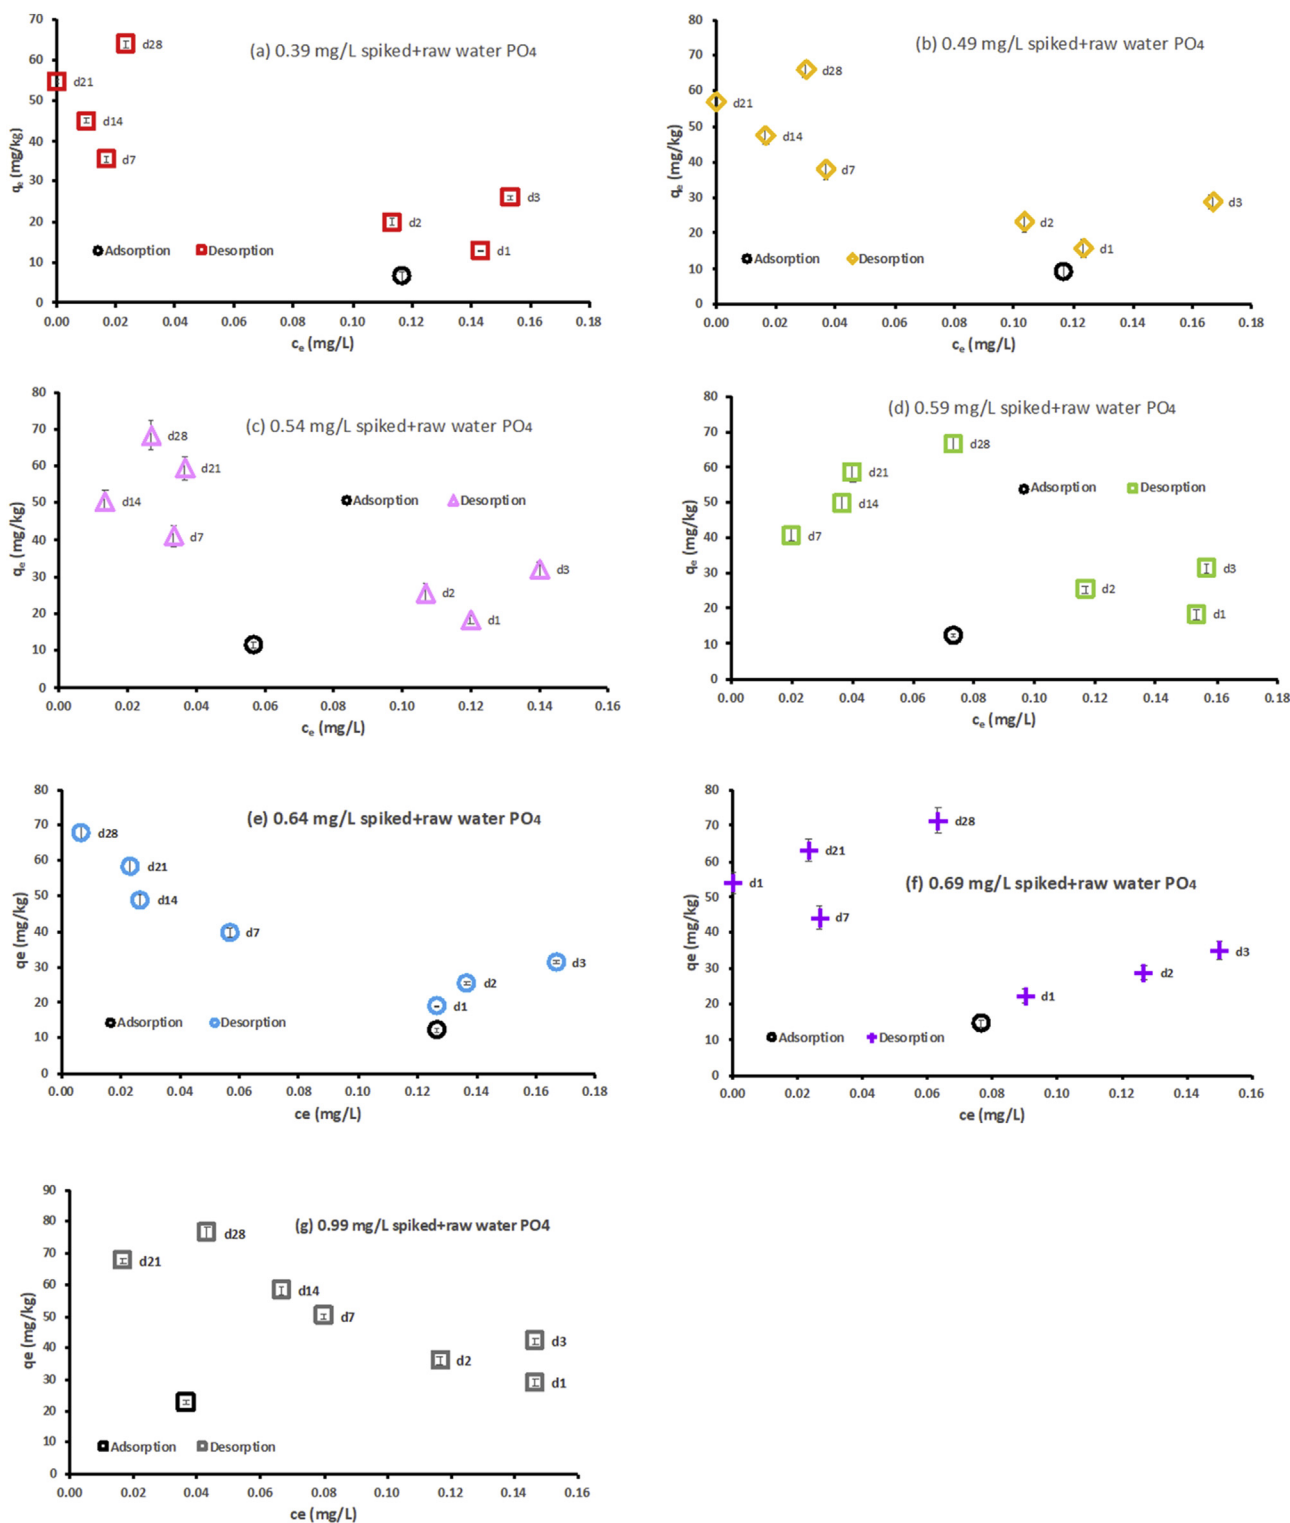 (a) 0.39 mg/L spiked+raw water PO4
70
60
50
40
30
20
10
0
qe (mg/kg)
d28
d21
d14
d7
d3
d2
d1
Adsorption Desorption
0.00 0.02 0.04 0.06 0.08 0.10 0.12 0.14 0.16 0.18
ce (mg/L)
(b) 0.49 mg/L spiked+raw water PO4
80
70
60
50
40
30
20
10
0
qe (mg/kg)
d28
d21
d14
d7
d3
d2
d1
Adsorption Desorption
0.00 0.02 0.04 0.06 0.08 0.10 0.12 0.14 0.16 0.18
ce (mg/L)
(c) 0.54 mg/L spiked+raw water PO4
80
70
60
50
40
30
20
10
0
qe (mg/kg)
d28
d21
d14
d7
d3
d2
d1
Adsorption Desorption
0.00 0.02 0.04 0.06 0.08 0.10 0.12 0.14 0.16
ce (mg/L)
(d) 0.59 mg/L spiked+raw water PO4
80
70
60
50
40
30
20
10
0
qe (mg/kg)
d28
d21
d14
d7
d3
d2
d1
Adsorption Desorption
0.00 0.02 0.04 0.06 0.08 0.10 0.12 0.14 0.16 0.18
ce (mg/L)
(e) 0.64 mg/L spiked+raw water PO4
80
70
60
50
40
30
20
10
0
qe (mg/kg)
d28
d21
d14
d7
d3
d2
d1
Adsorption Desorption
0.00 0.02 0.04 0.06 0.08 0.10 0.12 0.14 0.16 0.18
ce (mg/L)
(f) 0.69 mg/L spiked+raw water PO4
80
70
60
50
40
30
20
10
0
qe (mg/kg)
d28
d21
d1
d7
d3
d2
d1
Adsorption Desorption
0.00 0.02 0.04 0.06 0.08 0.10 0.12 0.14 0.16
ce (mg/L)
(g) 0.99 mg/L spiked+raw water PO4
90
80
70
60
50
40
30
20
10
0
qe (mg/kg)
d28
d21
d14
d7
d3
d2
d1
Adsorption Desorption
0.00 0.02 0.04 0.06 0.08 0.10 0.12 0.14 0.16
ce (mg/L)